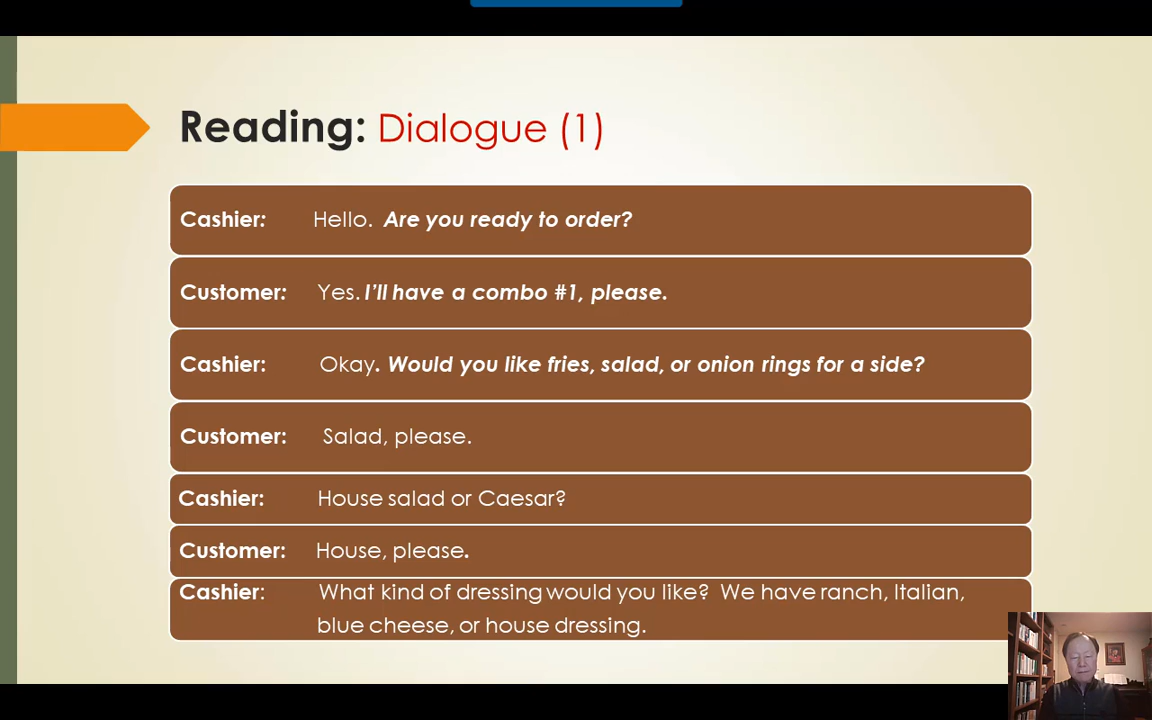 Reading: Dialogue (1)
Cashier: Hello. Are you ready to order?
Customer: Yes. I'll have a combo #1, please.
Cashier: Okay. Would you like fries, salad, or onion rings for a side?
Customer: Salad, please.
Cashier: House salad or Caesar?
Customer: House, please.
Cashier: What kind of dressing would you like? We have ranch, Italian,
blue cheese, or house dressing.